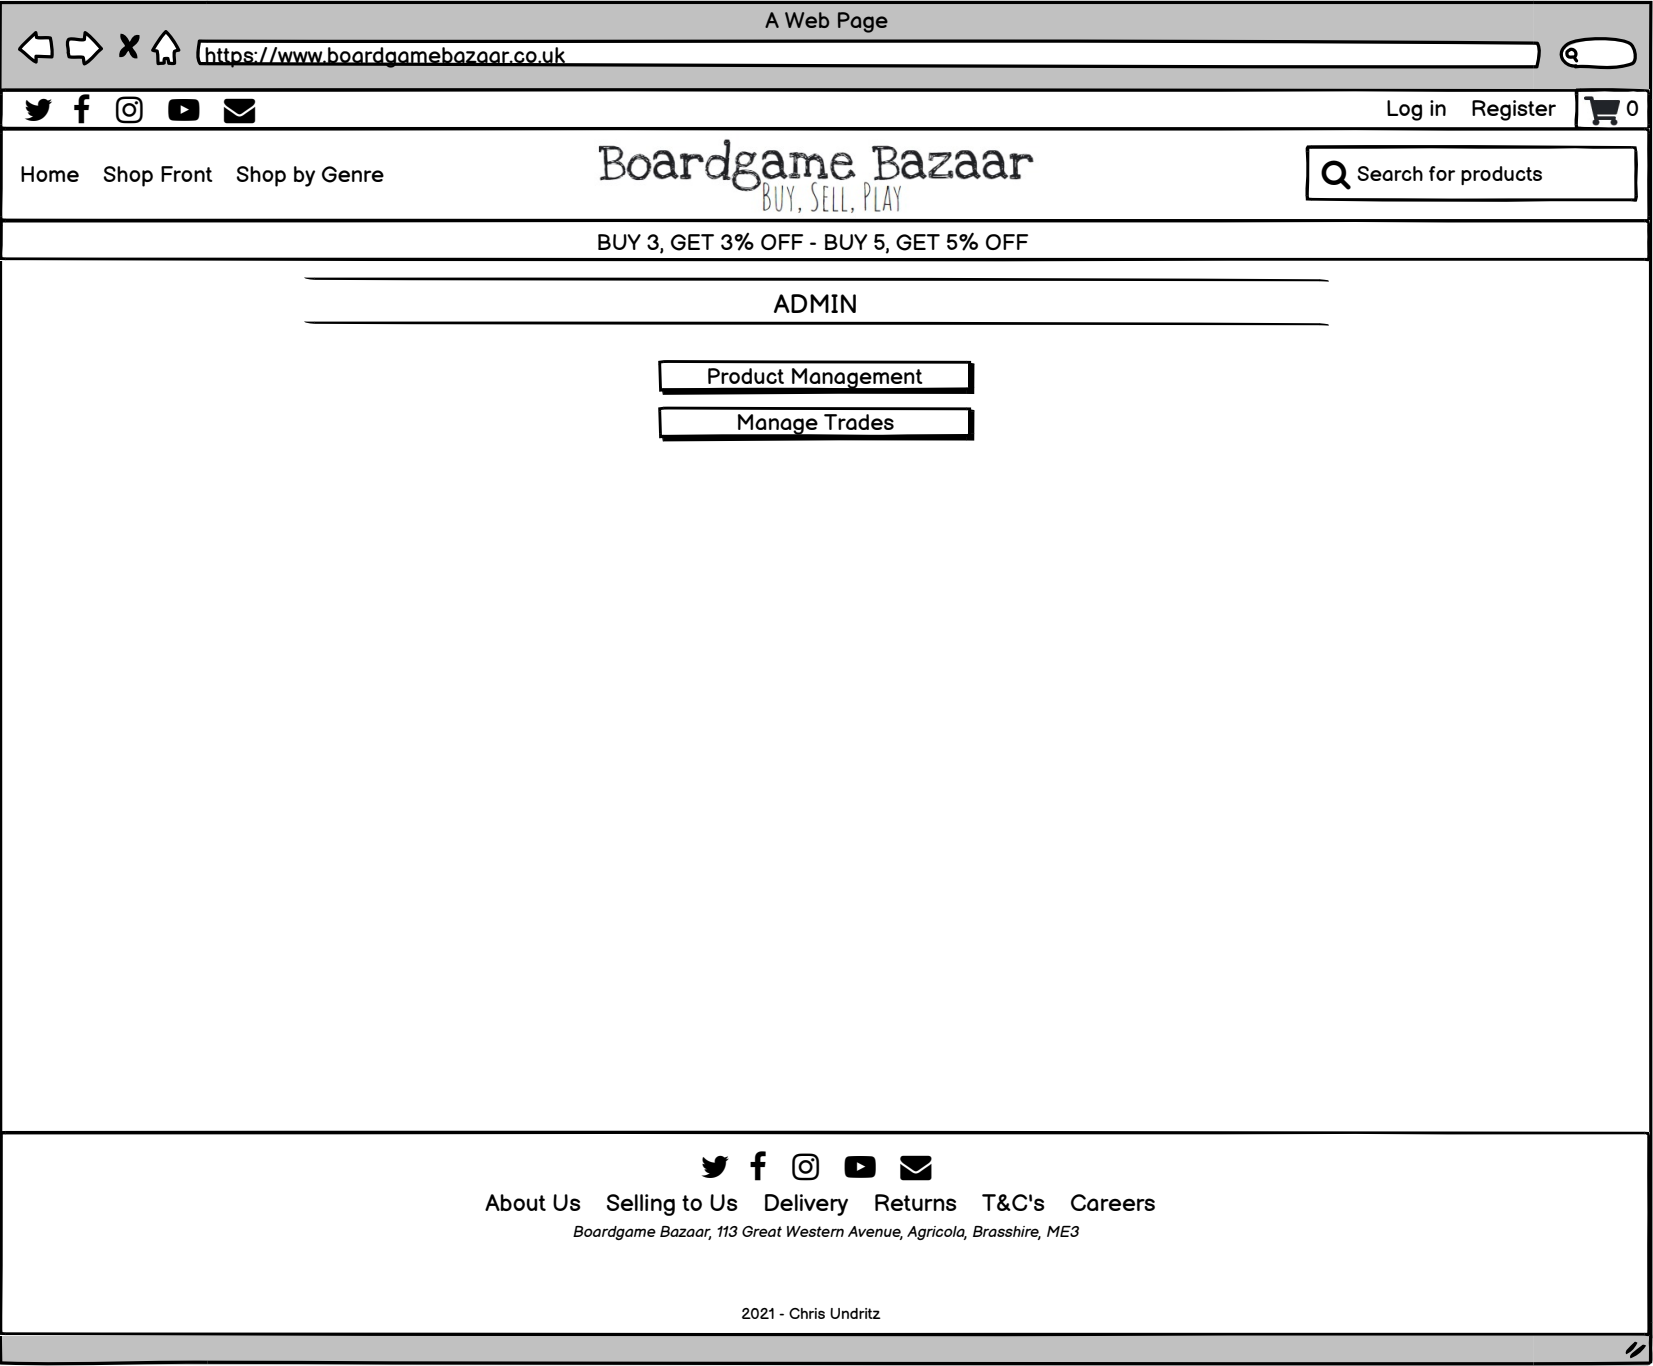 A Web Page
https://www.boardgamebazaar.co.uk
Log in Register 0
Home Shop Front Shop by Genre
Boardgame Bazaar
BUY, SELL, PLAY
Search for products
BUY 3, GET 3% OFF - BUY 5, GET 5% OFF
ADMIN
Product Management
Manage Trades
About Us Selling to Us Delivery Returns T&C's Careers
Boardgame Bazaar, 113 Great Western Avenue, Agricola, Brasshire, ME3
2021 - Chris Undritz